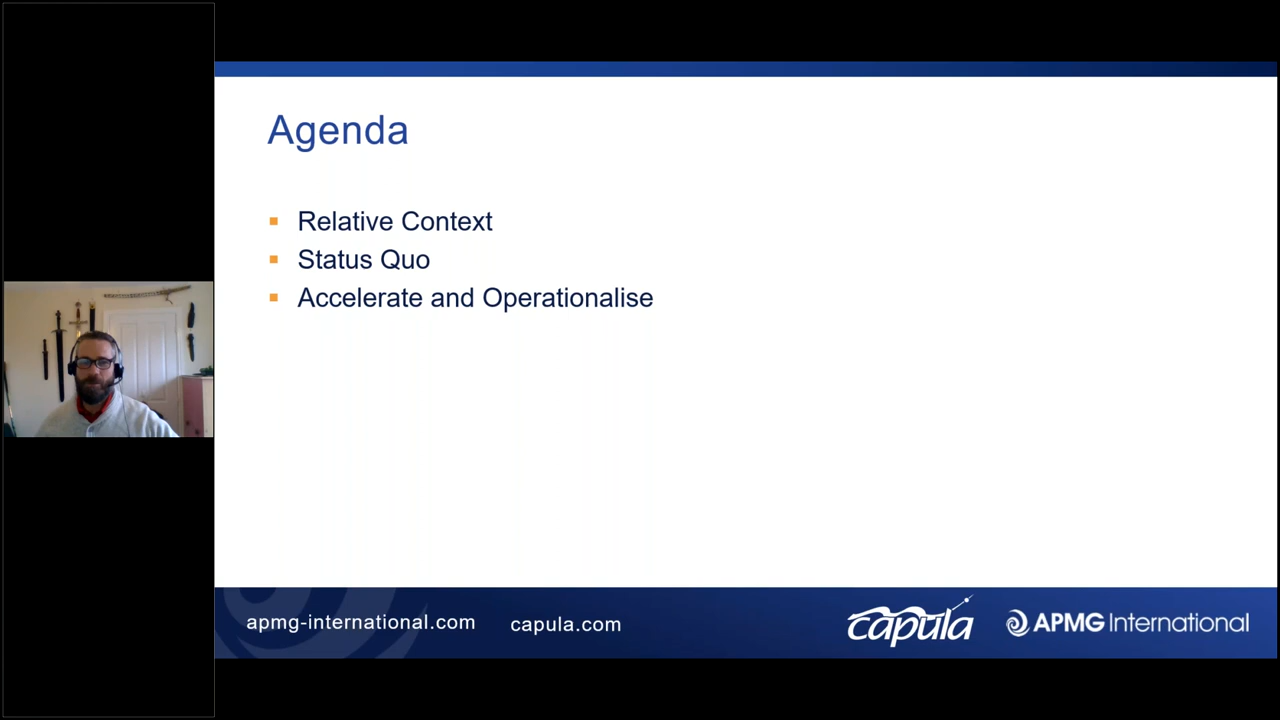 Agenda
Relative Context
Status Quo
Accelerate and Operationalise
apmg-international.com
capula.com
capula
APMG International